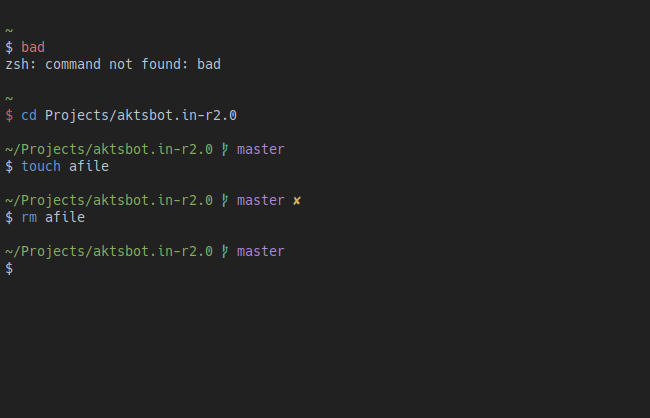 ~
$ bad
zsh: command not found: bad
~
$ cd Projects/aktsbot.in-r2.0
~/Projects/aktsbot.in-r2.0 ᚧ master
$ touch afile
~/Projects/aktsbot.in-r2.0 ᚧ master ✘
$ rm afile
~/Projects/aktsbot.in-r2.0 ᚧ master
$